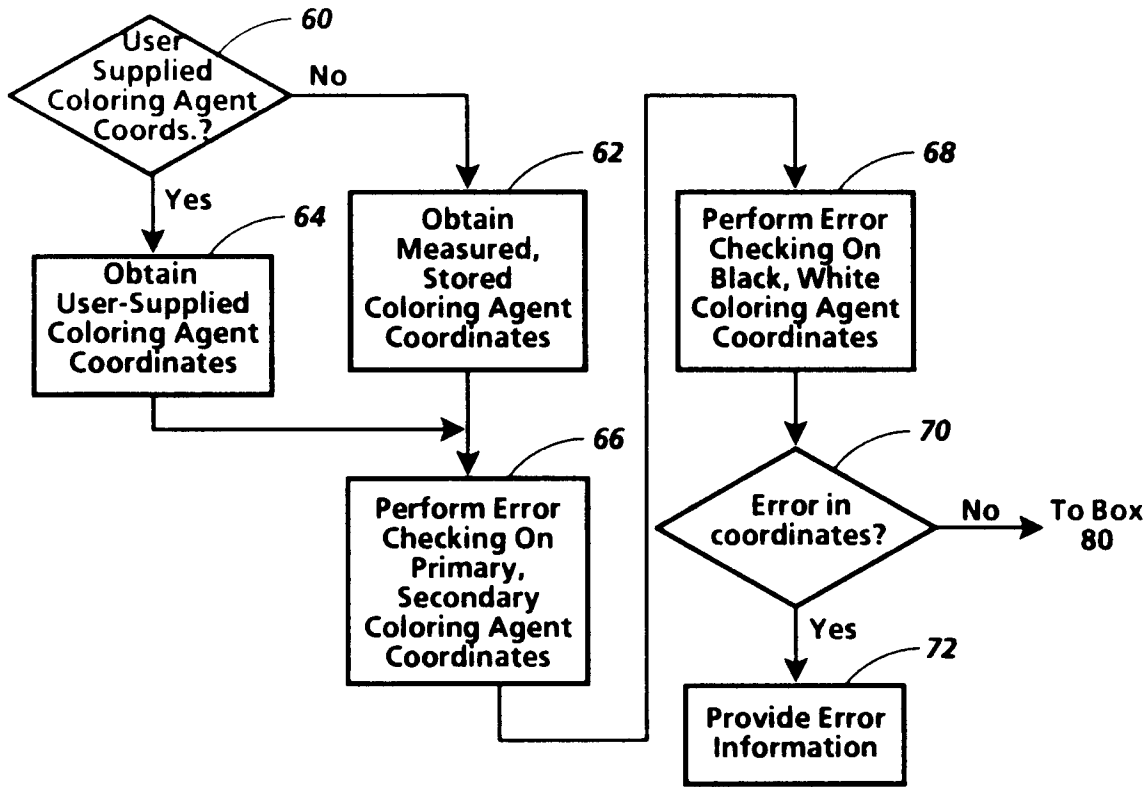 60
User
Supplied
Coloring Agent
Coords.?
No
Yes
64
Obtain
User-Supplied
Coloring Agent
Coordinates
62
Obtain
Measured,
Stored
Coloring Agent
Coordinates
66
Perform Error
Checking On
Primary,
Secondary
Coloring Agent
Coordinates
68
Perform Error
Checking On
Black, White
Coloring Agent
Coordinates
70
Error in
coordinates?
No
To Box
80
Yes
72
Provide Error
Information